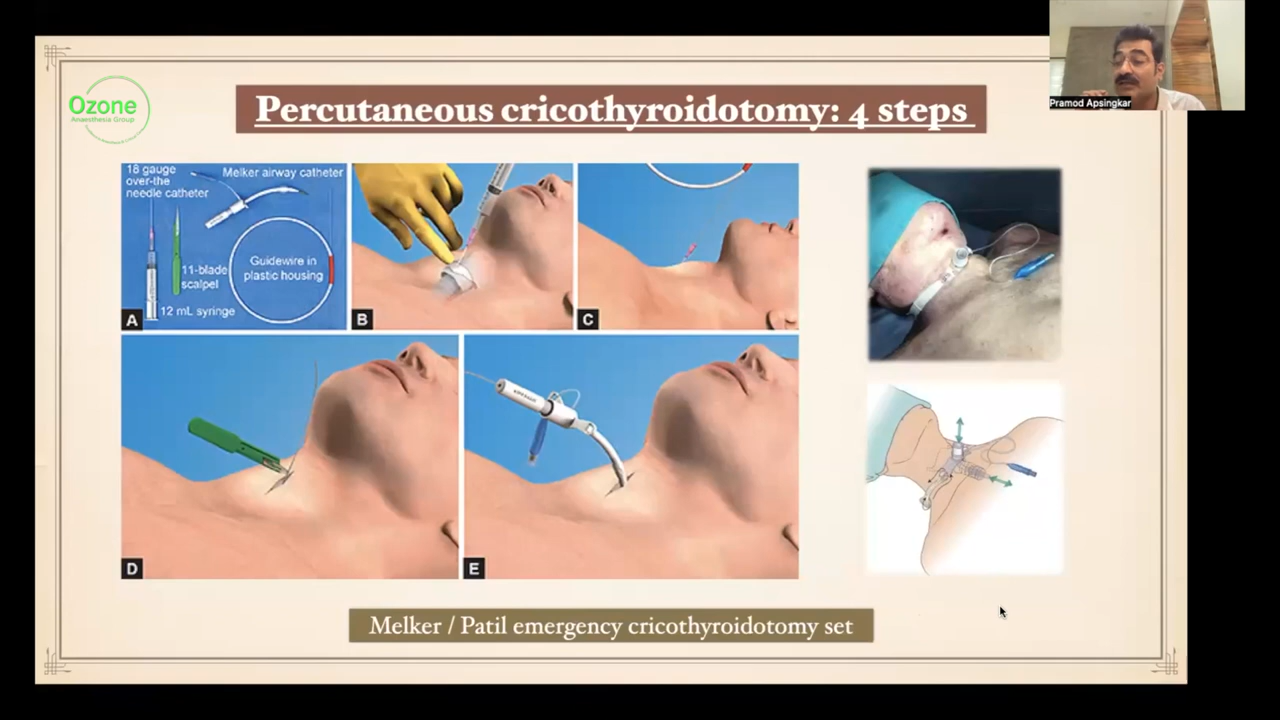 Ozone
Anaesthesia Group
Percutaneous cricothyroidotomy: 4 steps
Pramod Apsingkar
18 gauge
over-the
needle catheter
Melker airway catheter
Guidewire in
plastic housing
11-blade
scalpel
12 mL syringe
A
B
C
D
E
Melker / Patil emergency cricothyroidotomy set